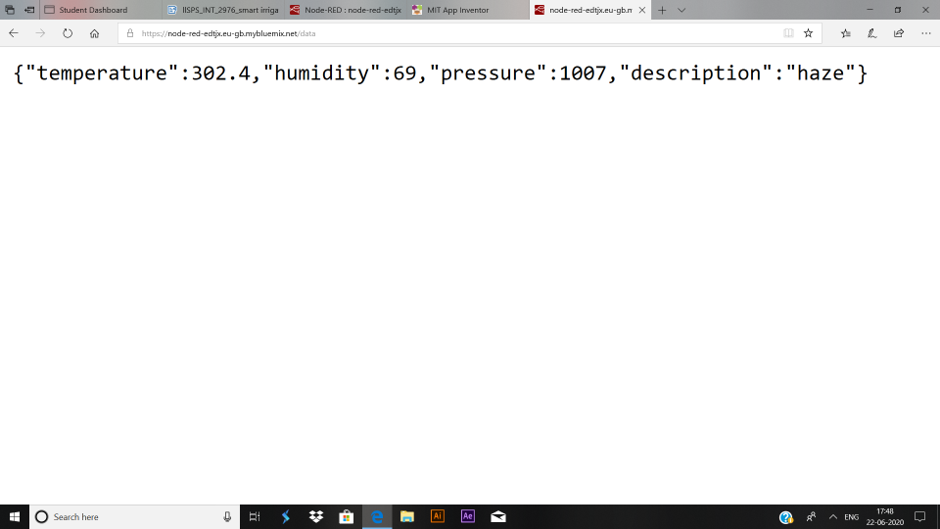 Student Dashboard
IISPS_INT_2976_smart irriga
Node-RED : node-red-edtjx
MIT App Inventor
node-red-edtjx.eu-gb.m
https://node-red-edtjx.eu-gb.mybluemix.net/data
{"temperature":302.4,"humidity":69,"pressure":1007,"description":"haze"}
Search here
Ai
Ae
ENG
17:48
22-06-2020